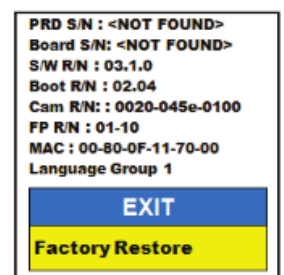 PRD S/N : <NOT FOUND>
Board S/N: <NOT FOUND>
S/W R/N : 03.1.0
Boot R/N : 02.04
Cam R/N: : 0020-045e-0100
FP R/N : 01-10
MAC : 00-80-0F-11-70-00
Language Group 1
EXIT
Factory Restore